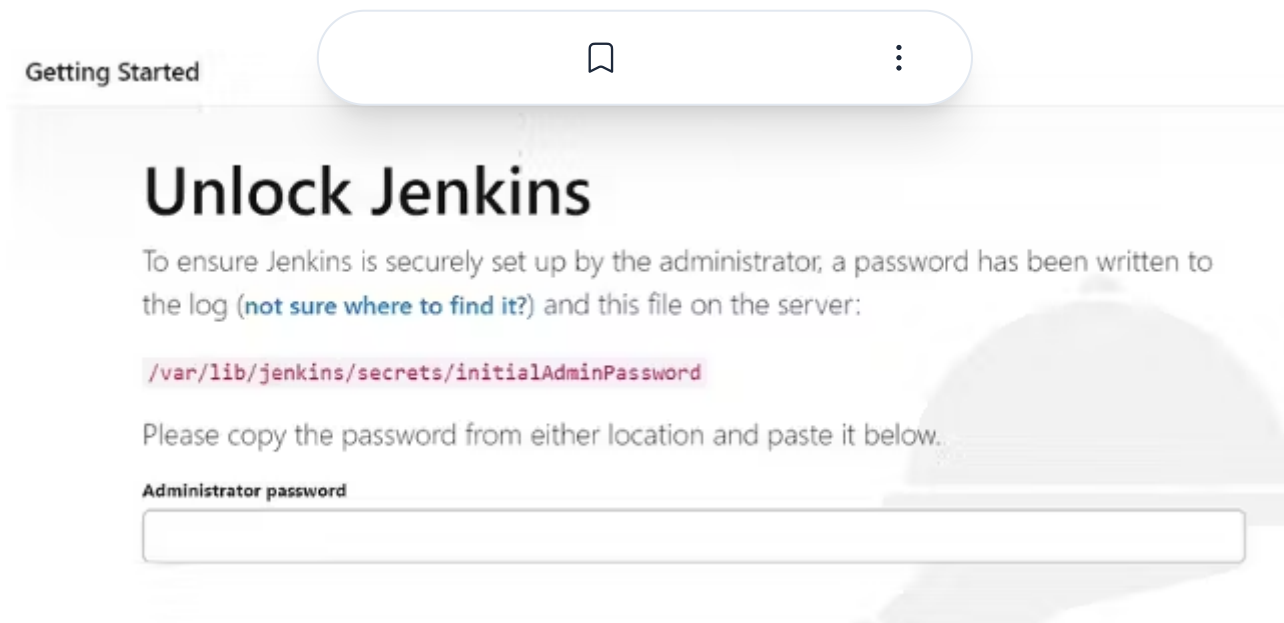 Getting Started
Unlock Jenkins
To ensure Jenkins is securely set up by the administrator, a password has been written to
the log (not sure where to find it?) and this file on the server:
/var/lib/jenkins/secrets/initialAdminPassword
Please copy the password from either location and paste it below.
Administrator password